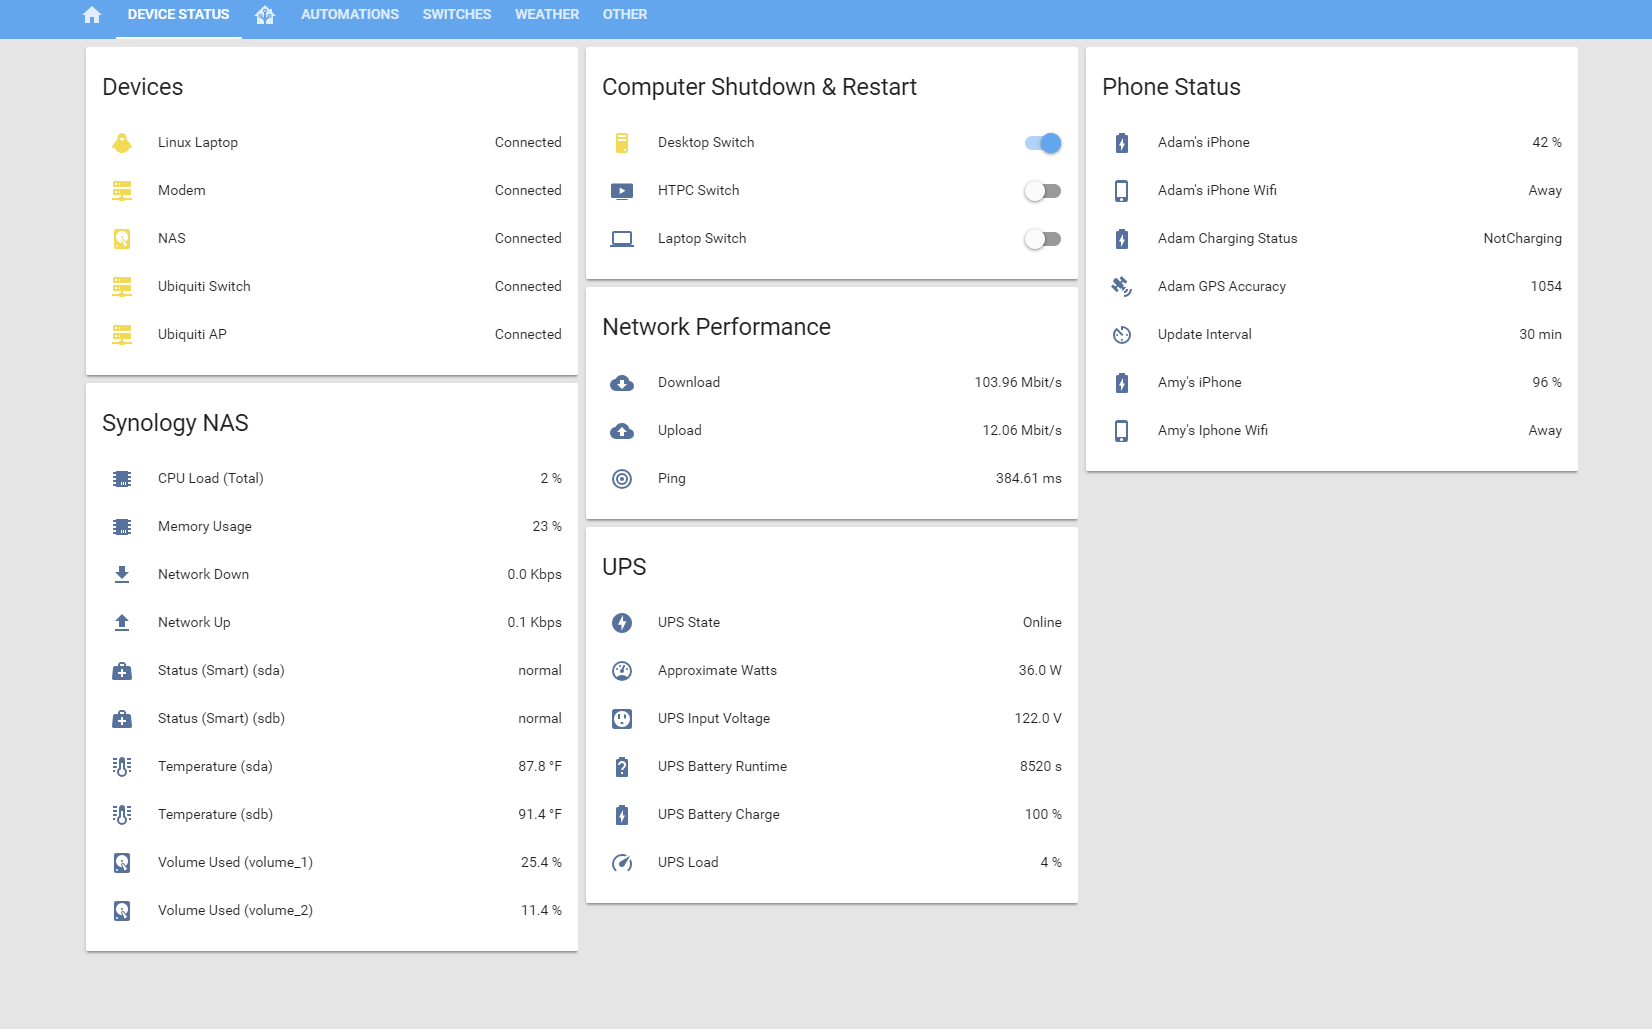 DEVICE STATUS AUTOMATIONS SWITCHES WEATHER OTHER
Devices
Linux Laptop Connected
Modem Connected
NAS Connected
Ubiquiti Switch Connected
Ubiquiti AP Connected
Synology NAS
CPU Load (Total) 2 %
Memory Usage 23 %
Network Down 0.0 Kbps
Network Up 0.1 Kbps
Status (Smart) (sda) normal
Status (Smart) (sdb) normal
Temperature (sda) 87.8 °F
Temperature (sdb) 91.4 °F
Volume Used (volume_1) 25.4 %
Volume Used (volume_2) 11.4 %
Computer Shutdown & Restart
Desktop Switch
HTPC Switch
Laptop Switch
Network Performance
Download 103.96 Mbit/s
Upload 12.06 Mbit/s
Ping 384.61 ms
UPS
UPS State Online
Approximate Watts 36.0 W
UPS Input Voltage 122.0 V
UPS Battery Runtime 8520 s
UPS Battery Charge 100 %
UPS Load 4 %
Phone Status
Adam's iPhone 42 %
Adam's iPhone Wifi Away
Adam Charging Status NotCharging
Adam GPS Accuracy 1054
Update Interval 30 min
Amy's iPhone 96 %
Amy's Iphone Wifi Away